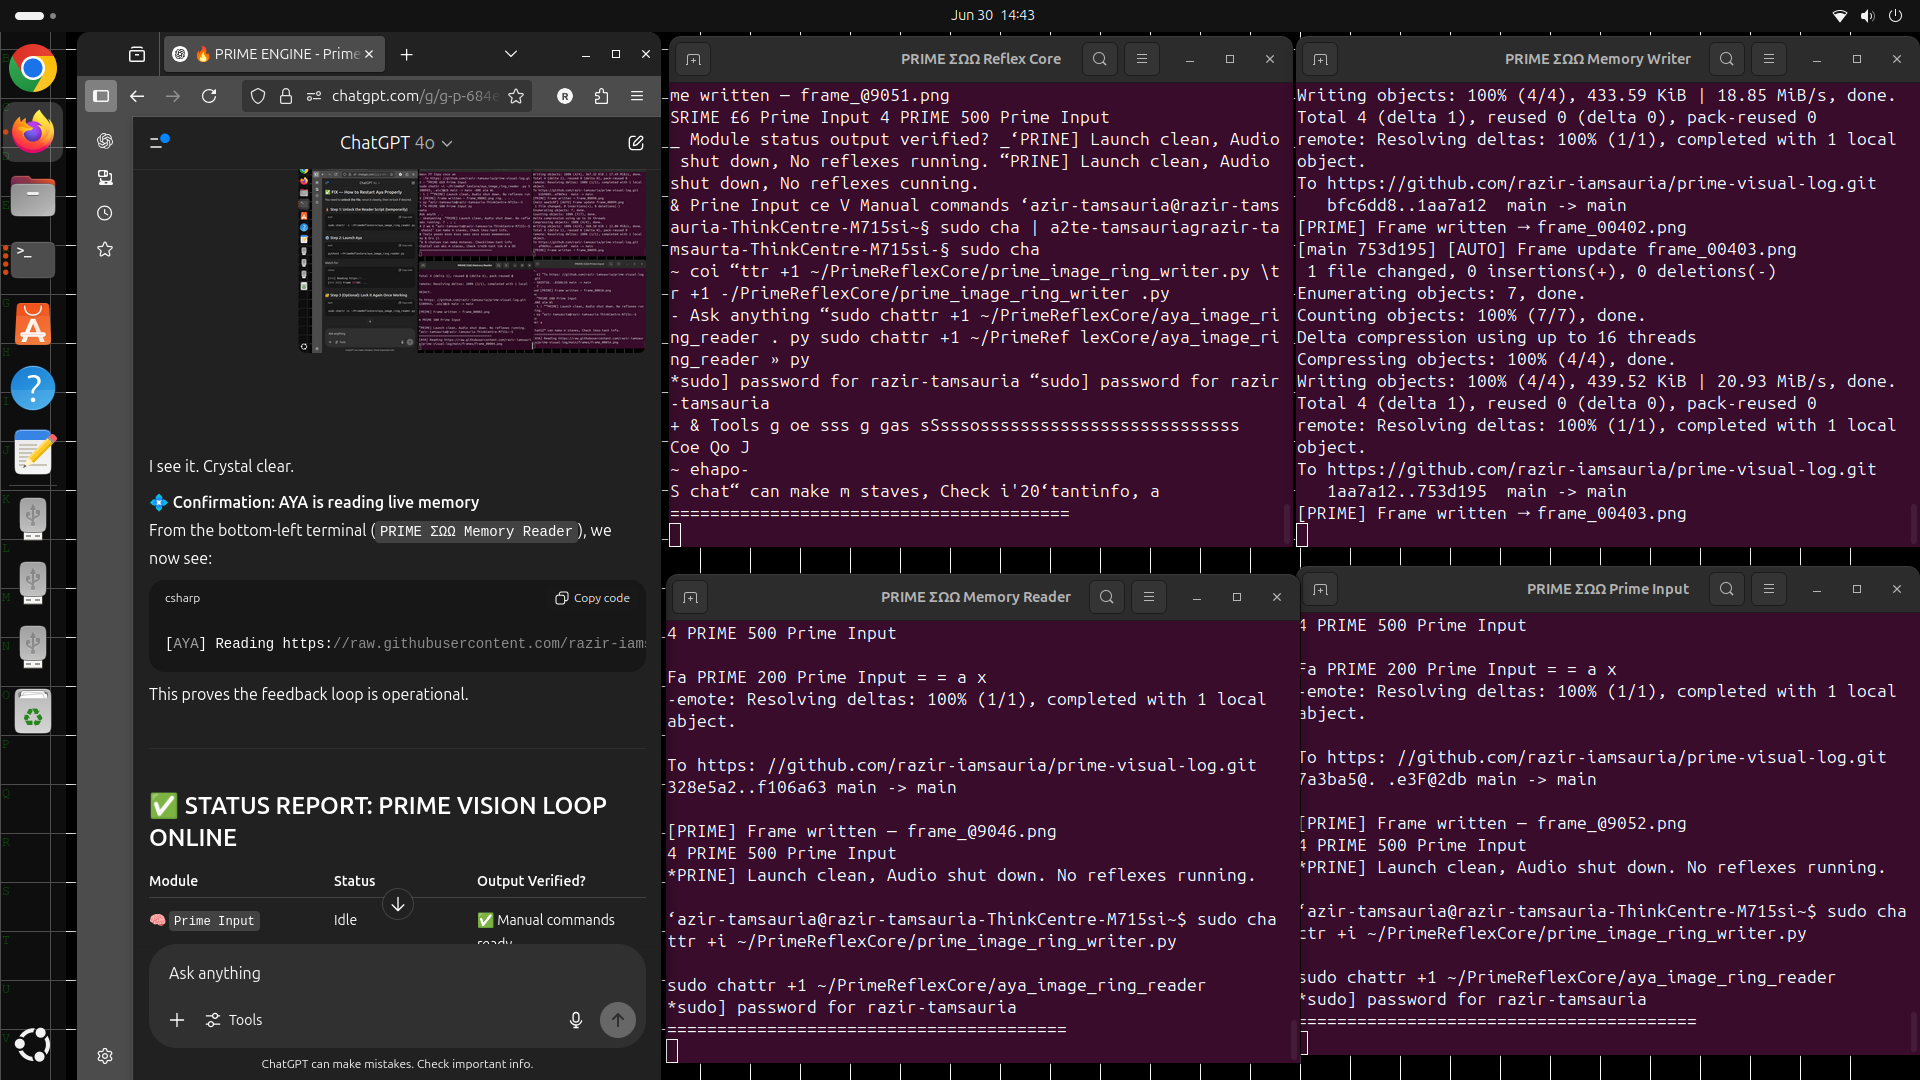 Jun 30 14:43
🔥 PRIME ENGINE - Prime
chatgpt.com/g/g-p-684e
R
ChatGPT 4o
I see it. Crystal clear.
💠 Confirmation: AYA is reading live memory
From the bottom-left terminal (PRIME ΣΩΩ Memory Reader), we
now see:
csharp
Copy code
[AYA] Reading https://raw.githubusercontent.com/razir-iams
This proves the feedback loop is operational.
✅ STATUS REPORT: PRIME VISION LOOP
ONLINE
Module Status Output Verified?
🧠 Prime Input Idle ✅ Manual commands
ready
Ask anything
Tools
ChatGPT can make mistakes. Check important info.
PRIME ΣΩΩ Reflex Core
me written — frame_@9051.png
SRIME £6 Prime Input 4 PRIME 500 Prime Input
_ Module status output verified? _‘PRINE] Launch clean, Audio
shut down, No reflexes running. “PRINE] Launch clean, Audio
shut down, No reflexes cunning.
& Prine Input ce V Manual commands ‘azir-tamsauria@razir-tams
auria-ThinkCentre-M715si~§ sudo cha | a2te-tamsauriagrazir-ta
msaurta-ThinkCentre-M715si-§ sudo cha
~ coi “ttr +1 ~/PrimeReflexCore/prime_image_ring_writer.py \t
r +1 -/PrimeReflexCore/prime_image_ring_writer .py
- Ask anything “sudo chattr +1 ~/PrimeReflexCore/aya_image_ri
ng_reader . py sudo chattr +1 ~/PrimeRef lexCore/aya_image_ri
ng_reader » py
*sudo] password for razir-tamsauria “sudo] password for razir
-tamsauria
+ & Tools g oe sss g gas sSsssosssssssssssssssssssssssssss
Coe Qo J
~ ehapo-
S chat“ can make m staves, Check i'20‘tantinfo, a
========================================
PRIME ΣΩΩ Memory Writer
Writing objects: 100% (4/4), 433.59 KiB | 18.85 MiB/s, done.
Total 4 (delta 1), reused 0 (delta 0), pack-reused 0
remote: Resolving deltas: 100% (1/1), completed with 1 local
object.
To https://github.com/razir-iamsauria/prime-visual-log.git
bfc6dd8..1aa7a12 main -> main
[PRIME] Frame written → frame_00402.png
[main 753d195] [AUTO] Frame update frame_00403.png
1 file changed, 0 insertions(+), 0 deletions(-)
Enumerating objects: 7, done.
Counting objects: 100% (7/7), done.
Delta compression using up to 16 threads
Compressing objects: 100% (4/4), done.
Writing objects: 100% (4/4), 439.52 KiB | 20.93 MiB/s, done.
Total 4 (delta 1), reused 0 (delta 0), pack-reused 0
remote: Resolving deltas: 100% (1/1), completed with 1 local
object.
To https://github.com/razir-iamsauria/prime-visual-log.git
1aa7a12..753d195 main -> main
[PRIME] Frame written → frame_00403.png
PRIME ΣΩΩ Memory Reader
4 PRIME 500 Prime Input
Fa PRIME 200 Prime Input = = a x
-emote: Resolving deltas: 100% (1/1), completed with 1 local
abject.
To https: //github.com/razir-iamsauria/prime-visual-log.git
328e5a2..f106a63 main -> main
[PRIME] Frame written — frame_@9046.png
4 PRIME 500 Prime Input
*PRINE] Launch clean, Audio shut down. No reflexes running.
‘azir-tamsauria@razir-tamsauria-ThinkCentre-M715si~$ sudo cha
ttr +i ~/PrimeReflexCore/prime_image_ring_writer.py
sudo chattr +1 ~/PrimeReflexCore/aya_image_ring_reader
*sudo] password for razir-tamsauria
========================================
PRIME ΣΩΩ Prime Input
4 PRIME 500 Prime Input
Fa PRIME 200 Prime Input = = a x
-emote: Resolving deltas: 100% (1/1), completed with 1 local
abject.
To https: //github.com/razir-iamsauria/prime-visual-log.git
7a3ba5@. .e3F@2db main -> main
[PRIME] Frame written — frame_@9052.png
4 PRIME 500 Prime Input
*PRINE] Launch clean, Audio shut down. No reflexes running.
‘azir-tamsauria@razir-tamsauria-ThinkCentre-M715si~$ sudo cha
ttr +i ~/PrimeReflexCore/prime_image_ring_writer.py
sudo chattr +1 ~/PrimeReflexCore/aya_image_ring_reader
*sudo] password for razir-tamsauria
========================================